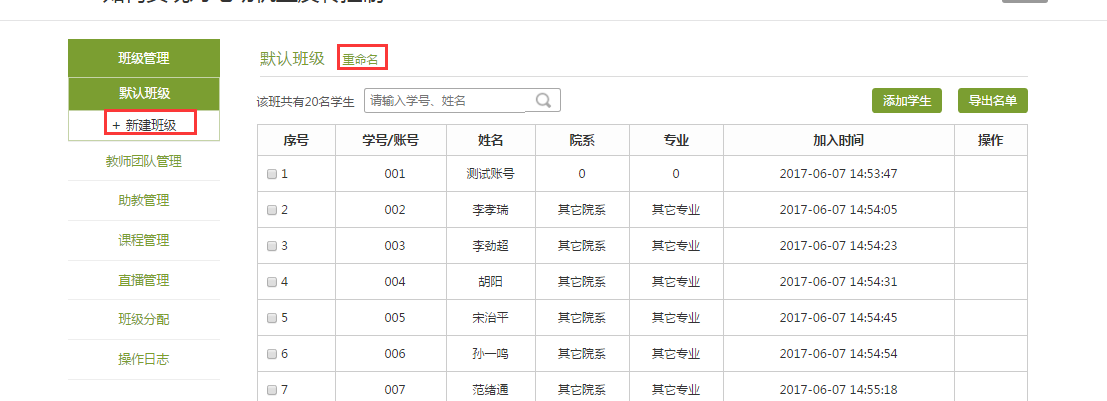 班级管理
默认班级
+ 新建班级
教师团队管理
助教管理
课程管理
直播管理
班级分配
操作日志
默认班级 重命名
该班共有20名学生 请输入学号、姓名 添加学生 导出名单
序号 学号/账号 姓名 院系 专业 加入时间 操作
1 001 测试账号 0 0 2017-06-07 14:53:47
2 002 李孝瑞 其它院系 其它专业 2017-06-07 14:54:05
3 003 李劲超 其它院系 其它专业 2017-06-07 14:54:23
4 004 胡阳 其它院系 其它专业 2017-06-07 14:54:31
5 005 宋治平 其它院系 其它专业 2017-06-07 14:54:45
6 006 孙一鸣 其它院系 其它专业 2017-06-07 14:54:54
7 007 范绪通 其它院系 其它专业 2017-06-07 14:55:18